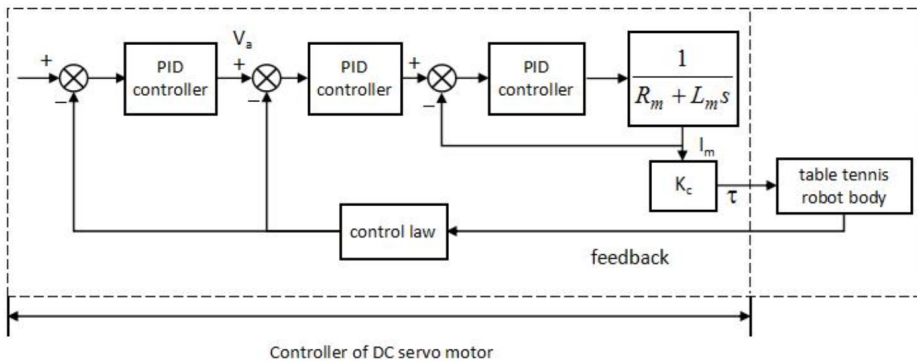 +
−
PID
controller
V_a
+
−
PID
controller
+
−
PID
controller
1
R_m + L_m s
I_m
K_c
τ
table tennis
robot body
control law
feedback
Controller of DC servo motor